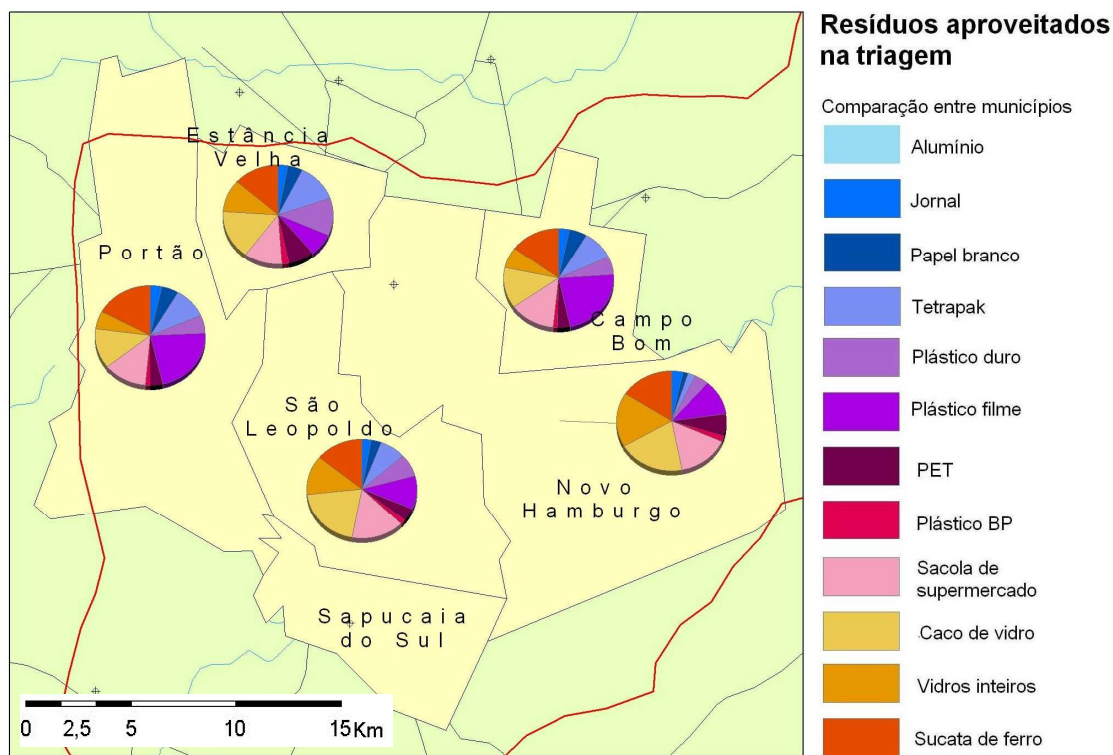 Resíduos aproveitados
na triagem
Comparação entre municípios
Alumínio
Jornal
Papel branco
Tetrapak
Plástico duro
Plástico filme
PET
Plástico BP
Sacola de
supermercado
Caco de vidro
Vidros inteiros
Sucata de ferro
Estância
Velha
Portão
Campo
Bom
São
Leopoldo
Novo
Hamburgo
Sapucaia
do Sul
0 2,5 5 10 15 Km